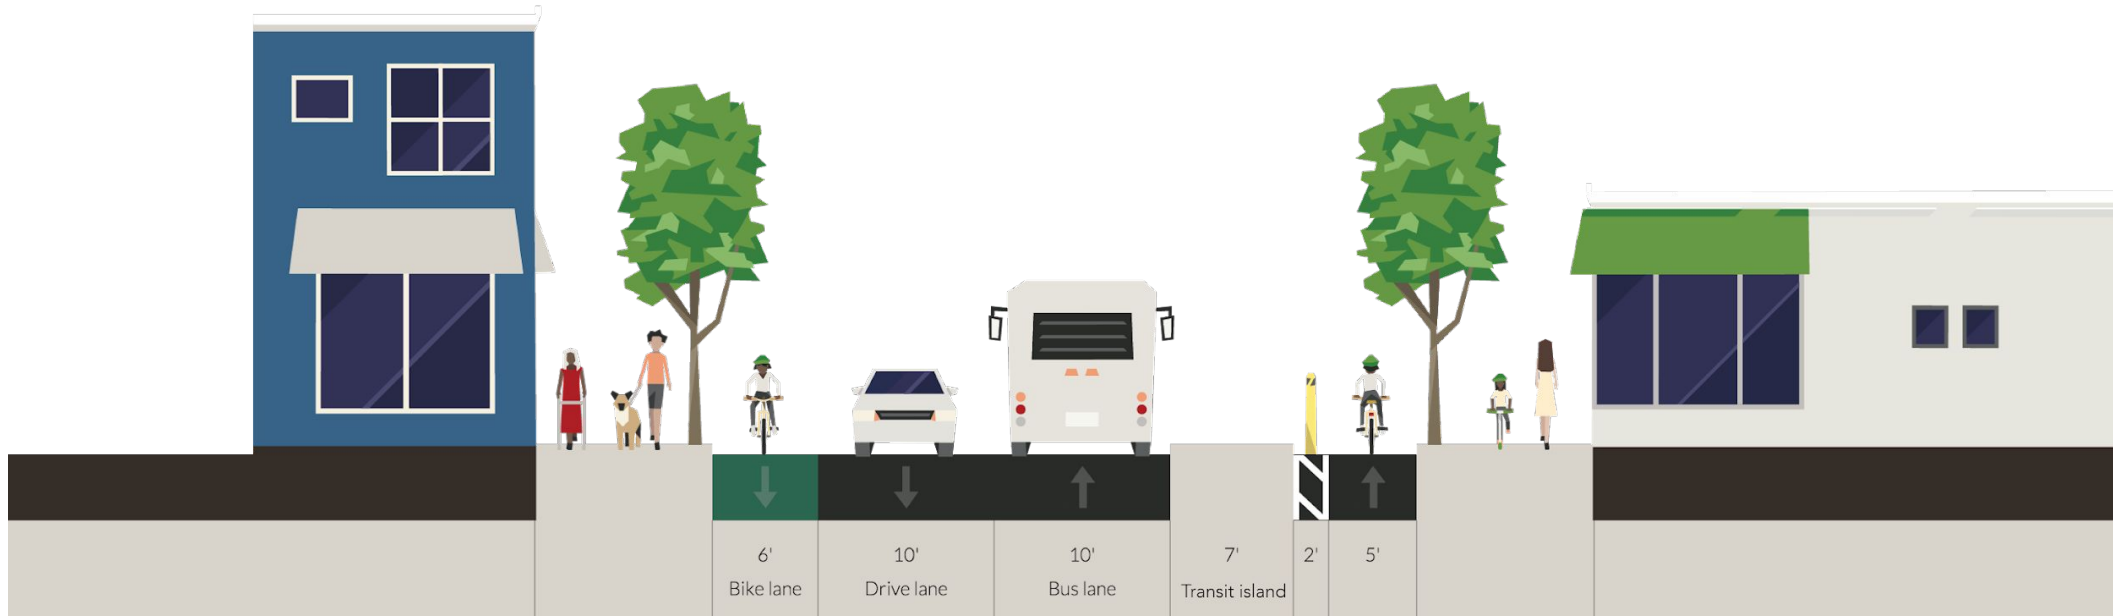 6' 10' 10' 7' 2' 5'
Bike lane Drive lane Bus lane Transit island